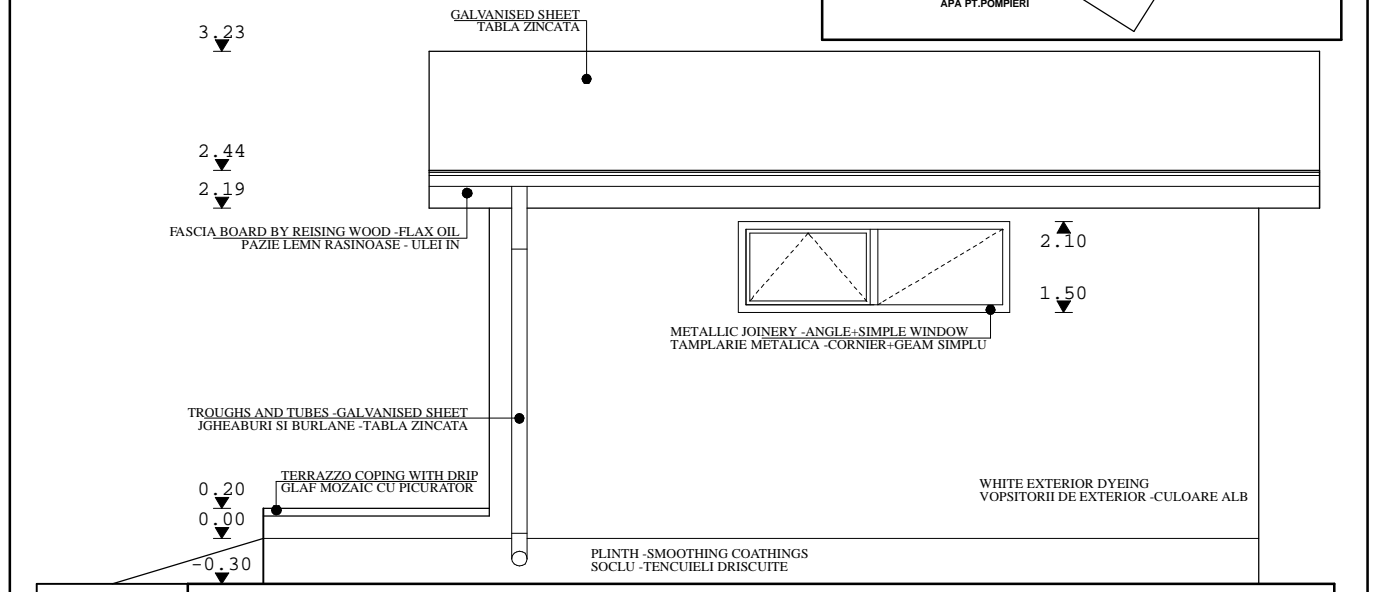 APA PT.POMPIERI
GALVANISED SHEET
TABLA ZINCATA
3.23
2.44
2.19
FASCIA BOARD BY REISING WOOD -FLAX OIL
PAZIE LEMN RASINOASE - ULEI IN
2.10
1.50
METALLIC JOINERY -ANGLE+SIMPLE WINDOW
TAMPLARIE METALICA -CORNIER+GEAM SIMPLU
TROUGHS AND TUBES -GALVANISED SHEET
JGHEABURI SI BURLANE -TABLA ZINCATA
TERRAZZO COPING WITH DRIP
GLAF MOZAIC CU PICURATOR
WHITE EXTERIOR DYEING
VOPSITORII DE EXTERIOR -CULOARE ALB
0.20
0.00
-0.30
PLINTH -SMOOTHING COATHINGS
SOCLU -TENCUIELI DRISCUITE